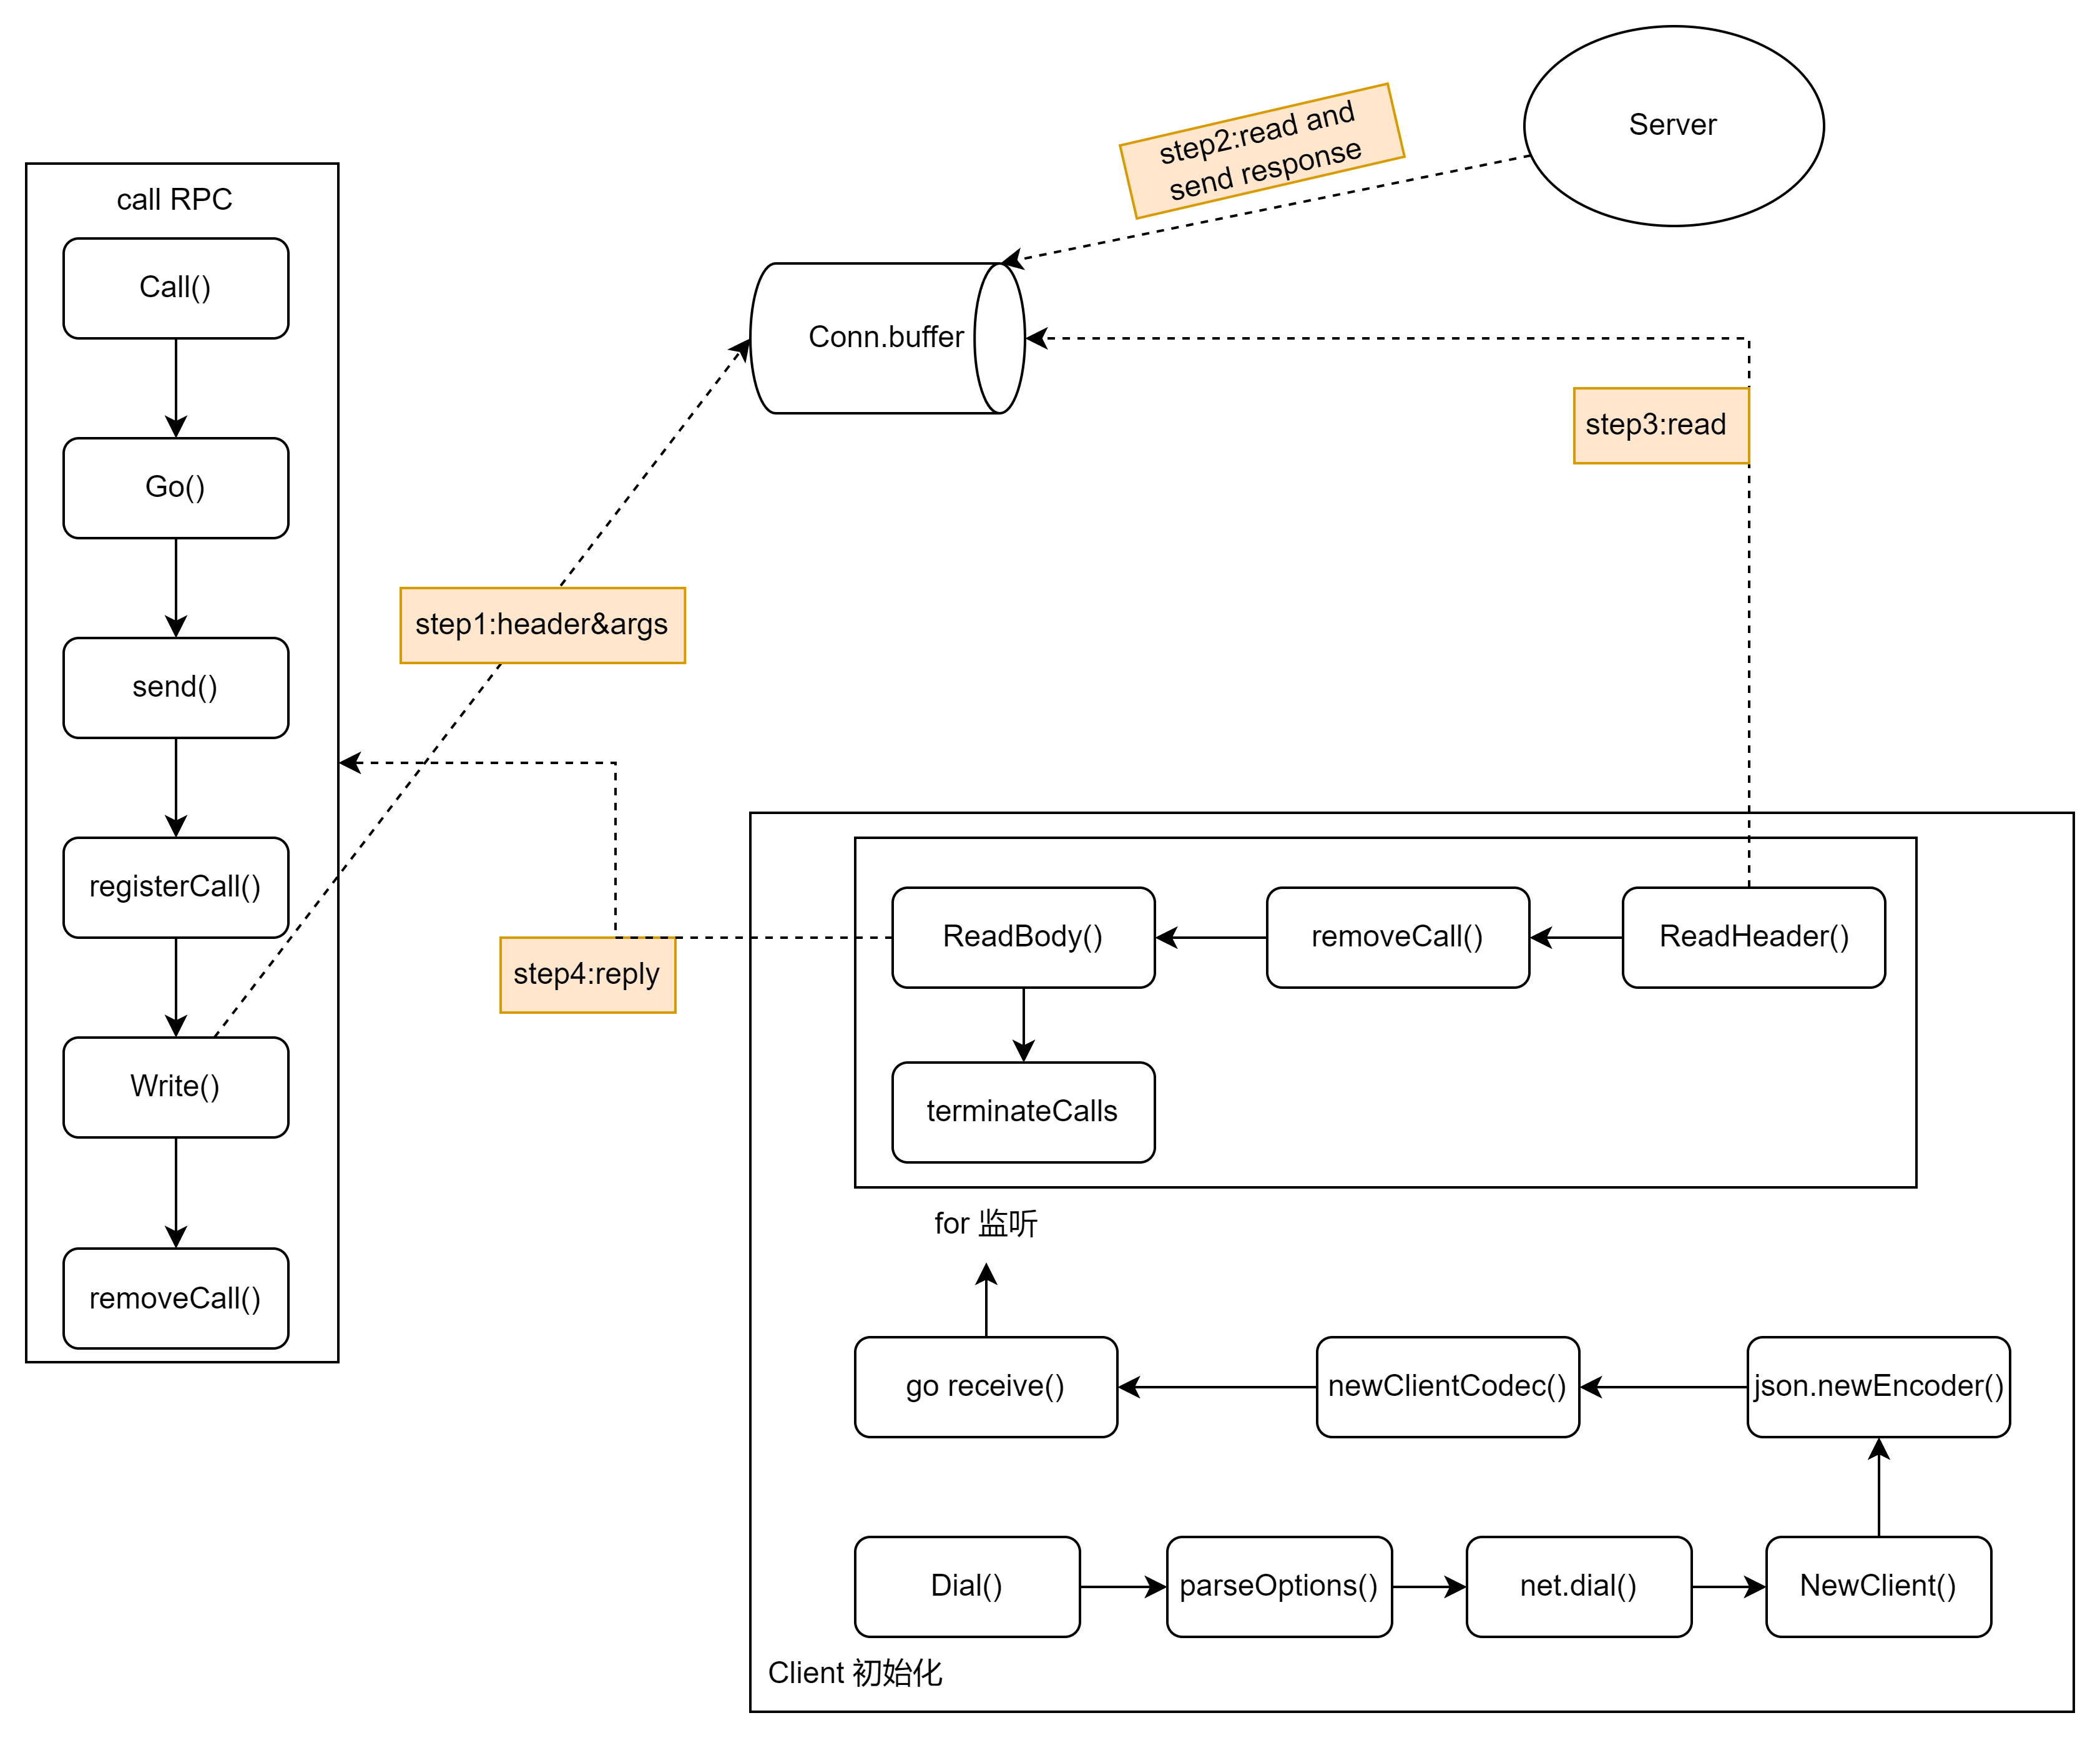 call RPC
Call()
Go()
send()
registerCall()
Write()
removeCall()
step1:header&args
step4:reply
Conn.buffer
step2:read and
send response
Server
step3:read
ReadBody()
removeCall()
ReadHeader()
terminateCalls
for 监听
go receive()
newClientCodec()
json.newEncoder()
Dial()
parseOptions()
net.dial()
NewClient()
Client 初始化